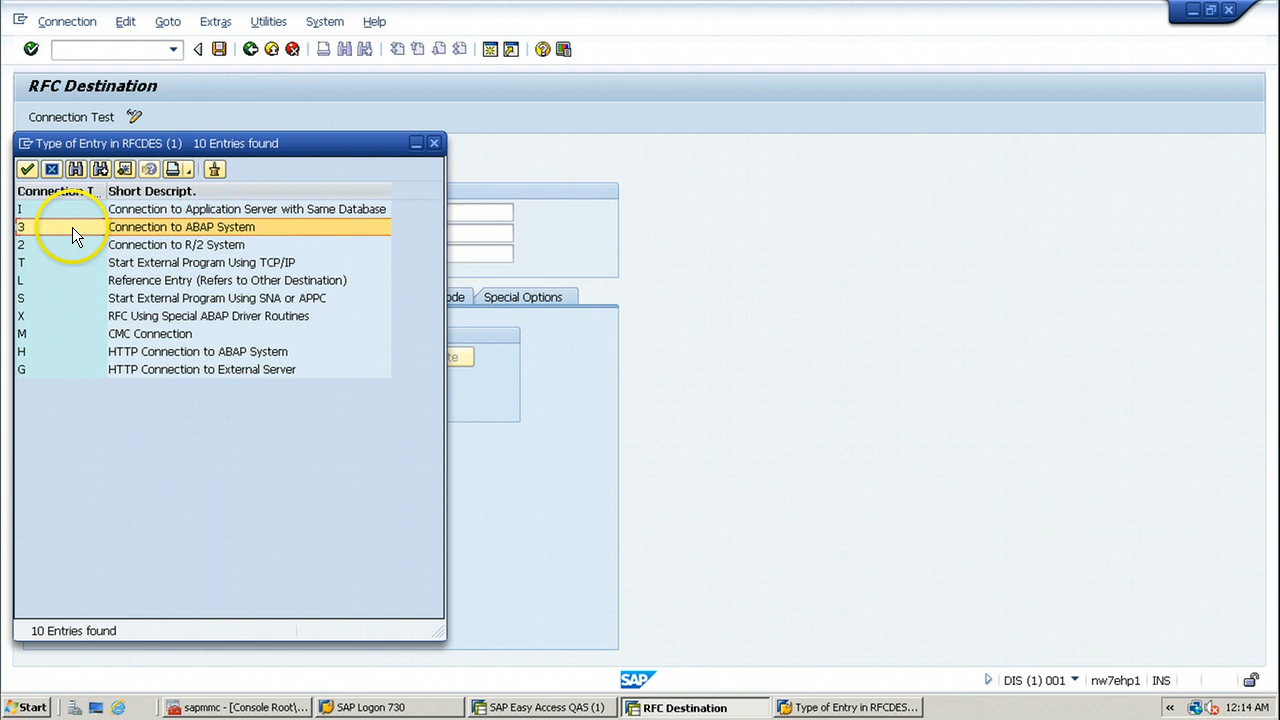 Connection Edit Goto Extras Utilities System Help
RFC Destination
Connection Test
Type of Entry in RFCDES (1) 10 Entries found
Connection T... Short Descript.
I Connection to Application Server with Same Database
3 Connection to ABAP System
2 Connection to R/2 System
T Start External Program Using TCP/IP
L Reference Entry (Refers to Other Destination)
S Start External Program Using SNA or APPC
X RFC Using Special ABAP Driver Routines
M CMC Connection
H HTTP Connection to ABAP System
G HTTP Connection to External Server
ode Special Options
te
10 Entries found
SAP
DIS (1) 001 nw7ehp1 INS
Start sapmmc - [Console Root\... SAP Logon 730 SAP Easy Access QAS (1) RFC Destination Type of Entry in RFCDES... « 12:14 AM